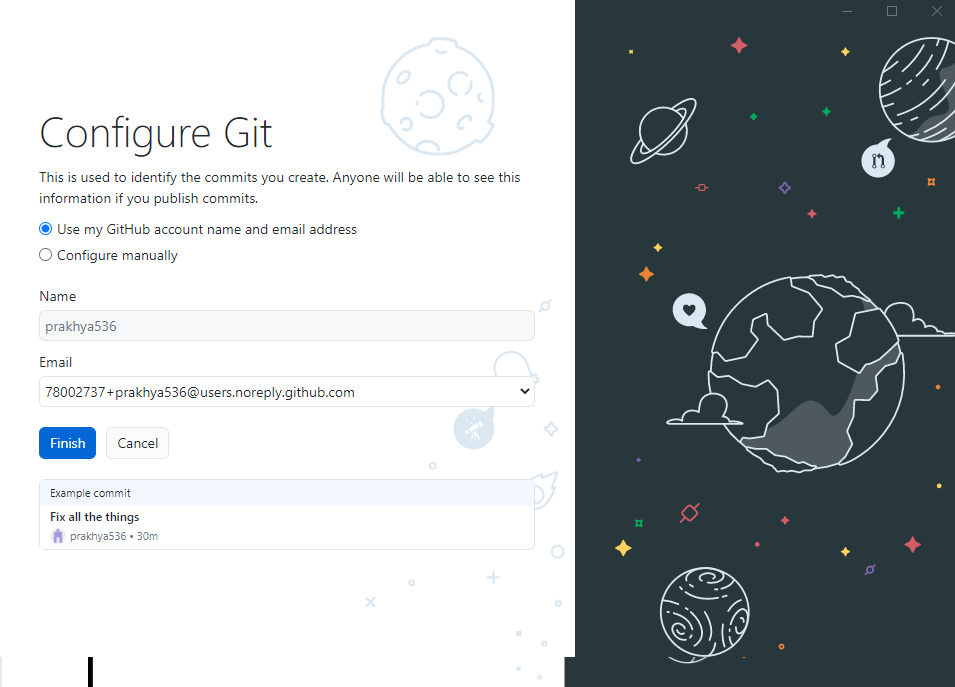 Configure Git
This is used to identify the commits you create. Anyone will be able to see this
information if you publish commits.
Use my GitHub account name and email address
Configure manually
Name
prakhya536
Email
78002737+prakhya536@users.noreply.github.com
Finish Cancel
Example commit
Fix all the things
prakhya536 • 30m